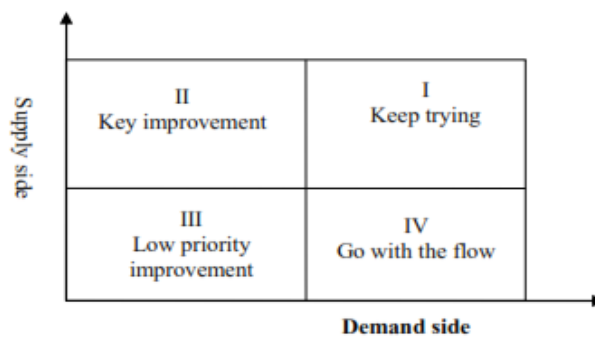 Supply side
II
Key improvement
I
Keep trying
III
Low priority
improvement
IV
Go with the flow
Demand side